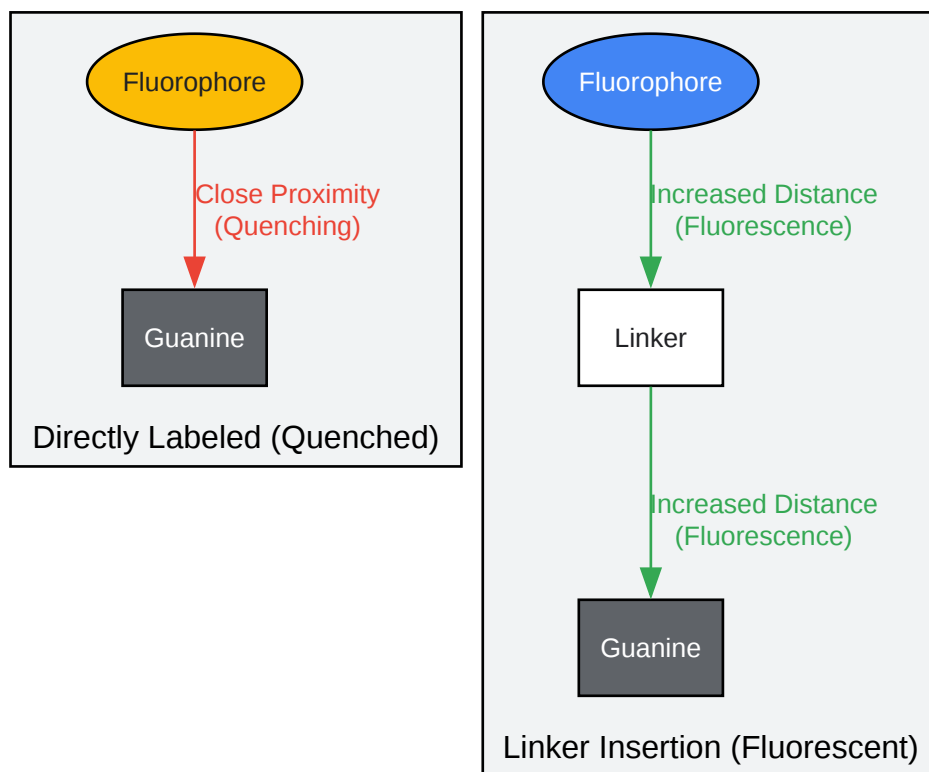 Fluorophore
Close Proximity
(Quenching)
Guanine
Directly Labeled (Quenched)
Fluorophore
Increased Distance
(Fluorescence)
Linker
Increased Distance
(Fluorescence)
Guanine
Linker Insertion (Fluorescent)